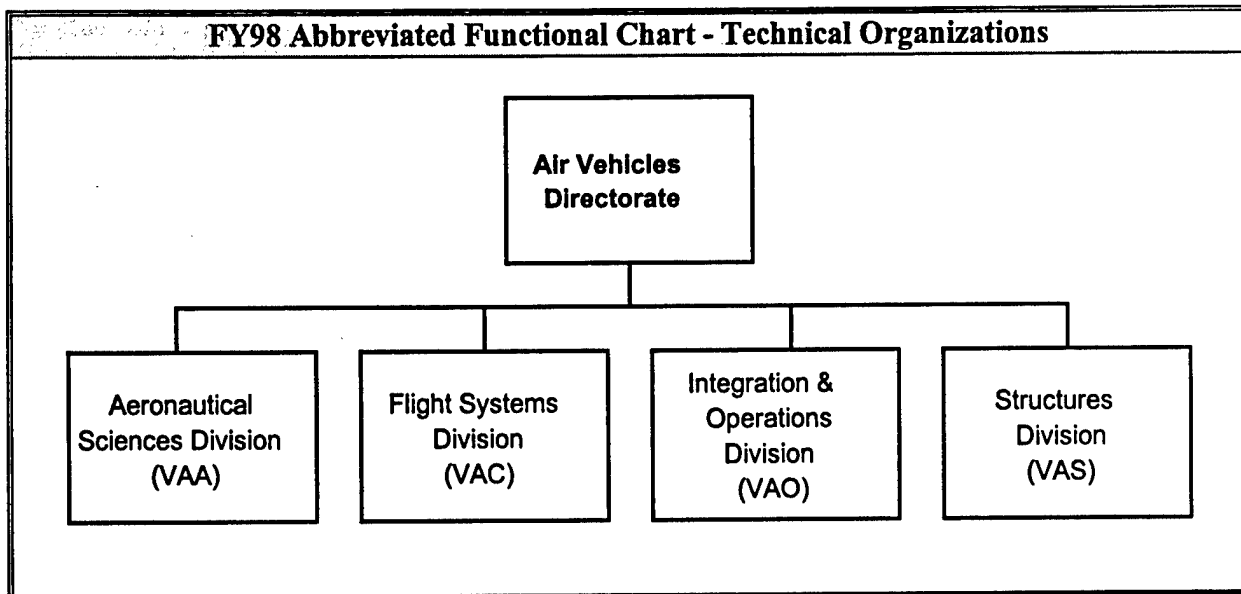 FY98 Abbreviated Functional Chart - Technical Organizations
Air Vehicles
Directorate
Aeronautical
Sciences Division
(VAA)
Flight Systems
Division
(VAC)
Integration &
Operations
Division
(VAO)
Structures
Division
(VAS)